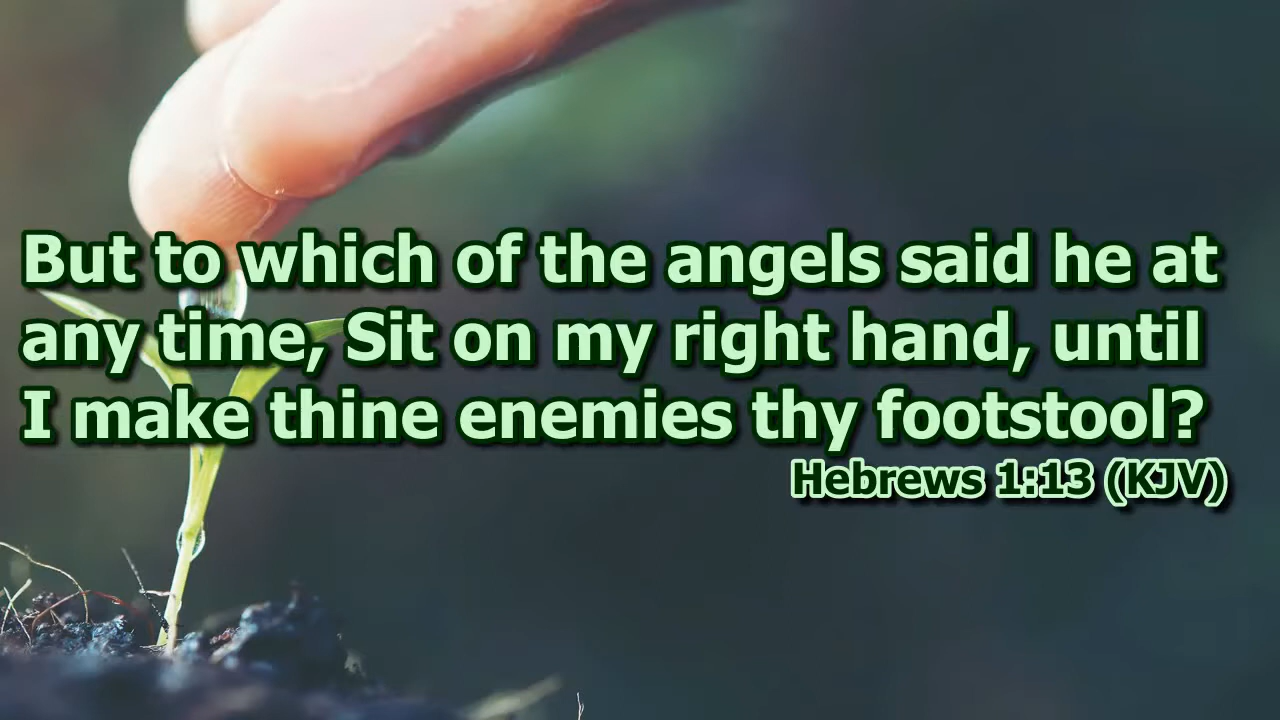 But to which of the angels said he at
any time, Sit on my right hand, until
I make thine enemies thy footstool?
Hebrews 1:13 (KJV)